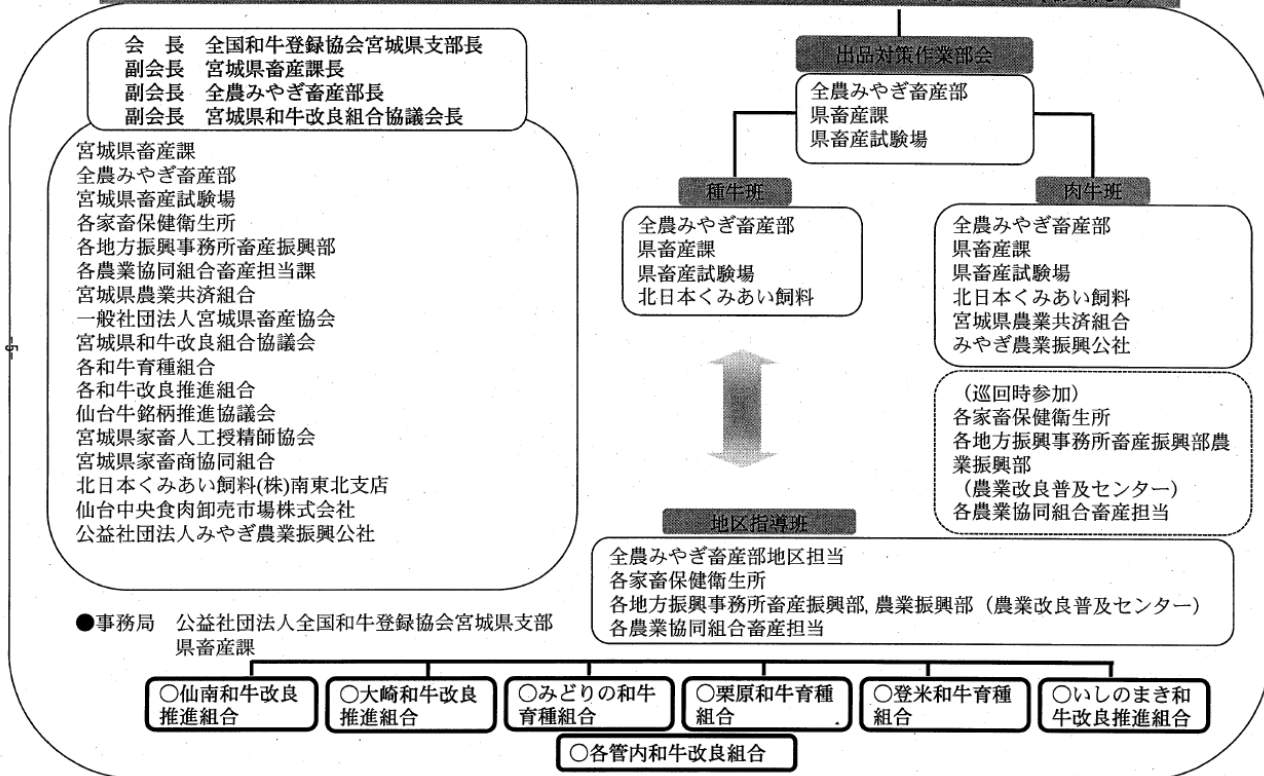 会　長　全国和牛登録協会宮城県支部長
副会長　宮城県畜産課長
副会長　全農みやぎ畜産部長
副会長　宮城県和牛改良組合協議会長
宮城県畜産課
全農みやぎ畜産部
宮城県畜産試験場
各家畜保健衛生所
各地方振興事務所畜産振興部
各農業協同組合畜産担当課
宮城県農業共済組合
一般社団法人宮城県畜産協会
宮城県和牛改良組合協議会
各和牛育種組合
各和牛改良推進組合
仙台牛銘柄推進協議会
宮城県家畜人工授精師協会
宮城県家畜商協同組合
北日本くみあい飼料(株)南東北支店
仙台中央食肉卸売市場株式会社
公益社団法人みやぎ農業振興公社
●事務局　公益社団法人全国和牛登録協会宮城県支部
県畜産課
出品対策作業部会
全農みやぎ畜産部
県畜産課
県畜産試験場
種牛班
全農みやぎ畜産部
県畜産課
県畜産試験場
北日本くみあい飼料
肉牛班
全農みやぎ畜産部
県畜産課
県畜産試験場
北日本くみあい飼料
宮城県農業共済組合
みやぎ農業振興公社
（巡回時参加）
各家畜保健衛生所
各地方振興事務所畜産振興部農
業振興部
（農業改良普及センター）
各農業協同組合畜産担当
地区指導班
全農みやぎ畜産部地区担当
各家畜保健衛生所
各地方振興事務所畜産振興部, 農業振興部（農業改良普及センター）
各農業協同組合畜産担当
○仙南和牛改良
推進組合
○大崎和牛改良
推進組合
○みどりの和牛
育種組合
○栗原和牛育種
組合
○登米和牛育種
組合
○いしのまき和
牛改良推進組合
○各管内和牛改良組合
-5-